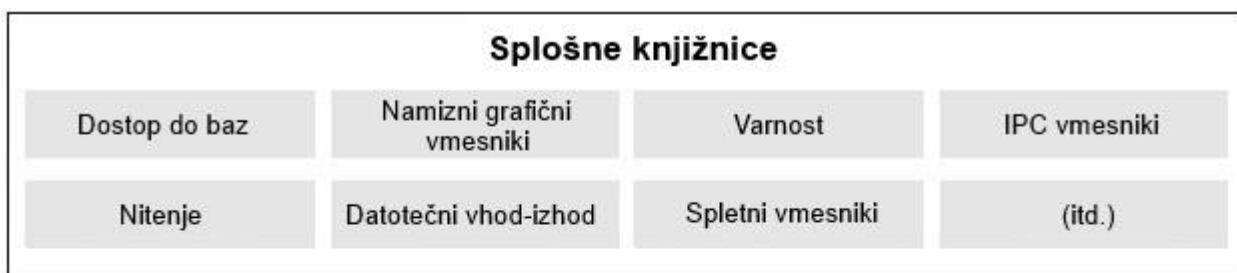 Splošne knjižnice
Dostop do baz
Namizni grafični
vmesniki
Varnost
IPC vmesniki
Nitenje
Datotečni vhod-izhod
Spletni vmesniki
(itd.)